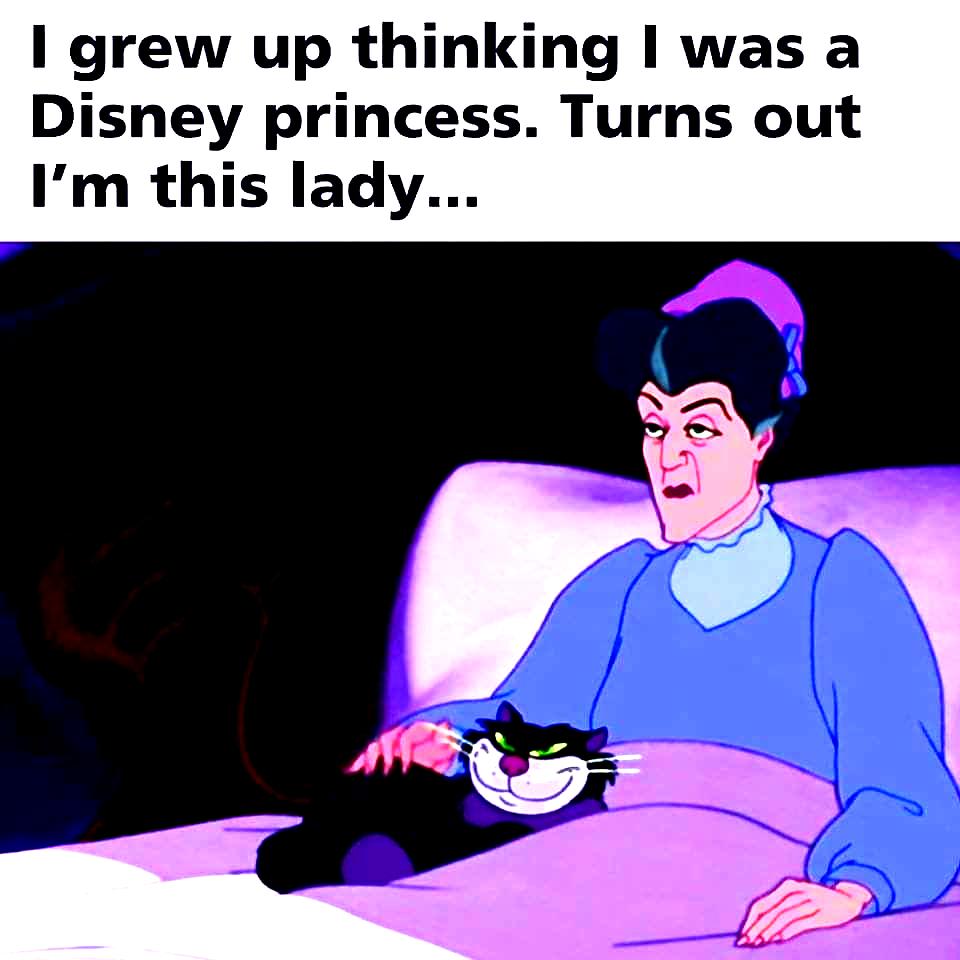 I grew up thinking I was a
Disney princess. Turns out
I’m this lady...